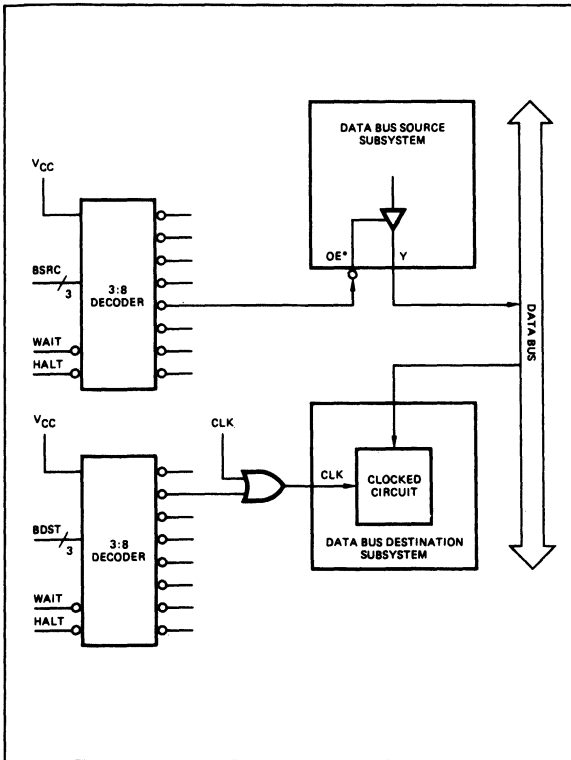 DATA BUS SOURCE
SUBSYSTEM
VCC
BSRC
3
3:8
DECODER
OE*
Y
WAIT
HALT
DATA BUS
VCC
CLK
CLK
CLOCKED
CIRCUIT
BDST
3
3:8
DECODER
DATA BUS DESTINATION
SUBSYSTEM
WAIT
HALT